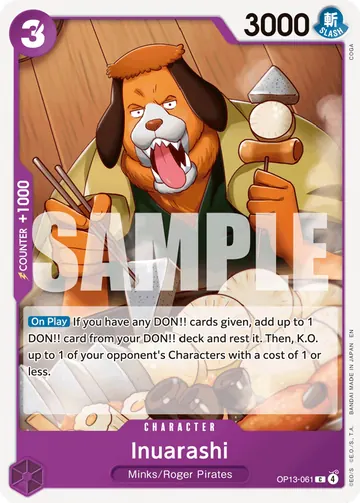 3
3000
斬
SLASH
COUNTER +1000
SAMPLE
On Play If you have any DON!! cards given, add up to 1
DON!! card from your DON!! deck and rest it. Then, K.O.
up to 1 of your opponent's Characters with a cost of 1 or
less.
CHARACTER
Inuarashi
Minks/Roger Pirates
OP13-061 C 4
COGA
©E.O./S. ©E.O./S., T.A. BANDAI MADE IN JAPAN EN